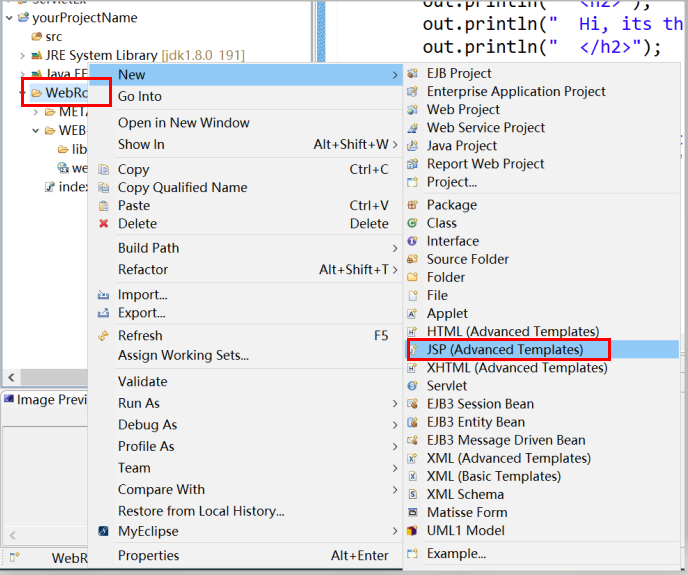 yourProjectName
src
JRE System Library [jdk1.8.0_191]
Java EE
WebRo
META
WEB-
lib
we
index
Image Previ
WebR
out.println("  <h2>");
out.println("  Hi, its th
out.println("  </h2>");
New
Go Into
Open in New Window
Show In Alt+Shift+W >
Copy Ctrl+C
Copy Qualified Name
Paste Ctrl+V
Delete Delete
Build Path
Refactor Alt+Shift+T >
Import...
Export...
Refresh F5
Assign Working Sets...
Validate
Run As
Debug As
Profile As
Team
Compare With
Restore from Local History...
MyEclipse
Properties Alt+Enter
EJB Project
Enterprise Application Project
Web Project
Web Service Project
Java Project
Report Web Project
Project...
Package
Class
Interface
Source Folder
Folder
File
Applet
HTML (Advanced Templates)
JSP (Advanced Templates)
XHTML (Advanced Templates)
Servlet
EJB3 Session Bean
EJB3 Entity Bean
EJB3 Message Driven Bean
XML (Advanced Templates)
XML (Basic Templates)
XML Schema
Matisse Form
UML1 Model
Example...